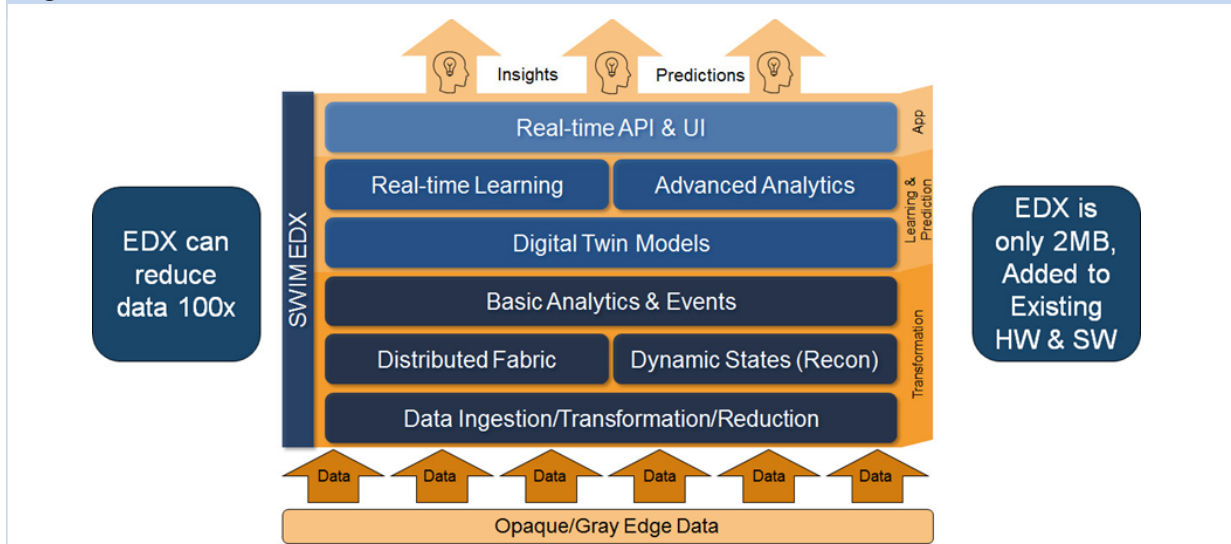 Insights
Predictions
Real-time API & UI
App
Real-time Learning
Advanced Analytics
Learning &
Prediction
Digital Twin Models
SWIM EDX
EDX can
reduce
data 100x
EDX is
only 2MB,
Added to
Existing
HW & SW
Basic Analytics & Events
Distributed Fabric
Dynamic States (Recon)
Transformation
Data Ingestion/Transformation/Reduction
Data
Data
Data
Data
Data
Data
Opaque/Gray Edge Data